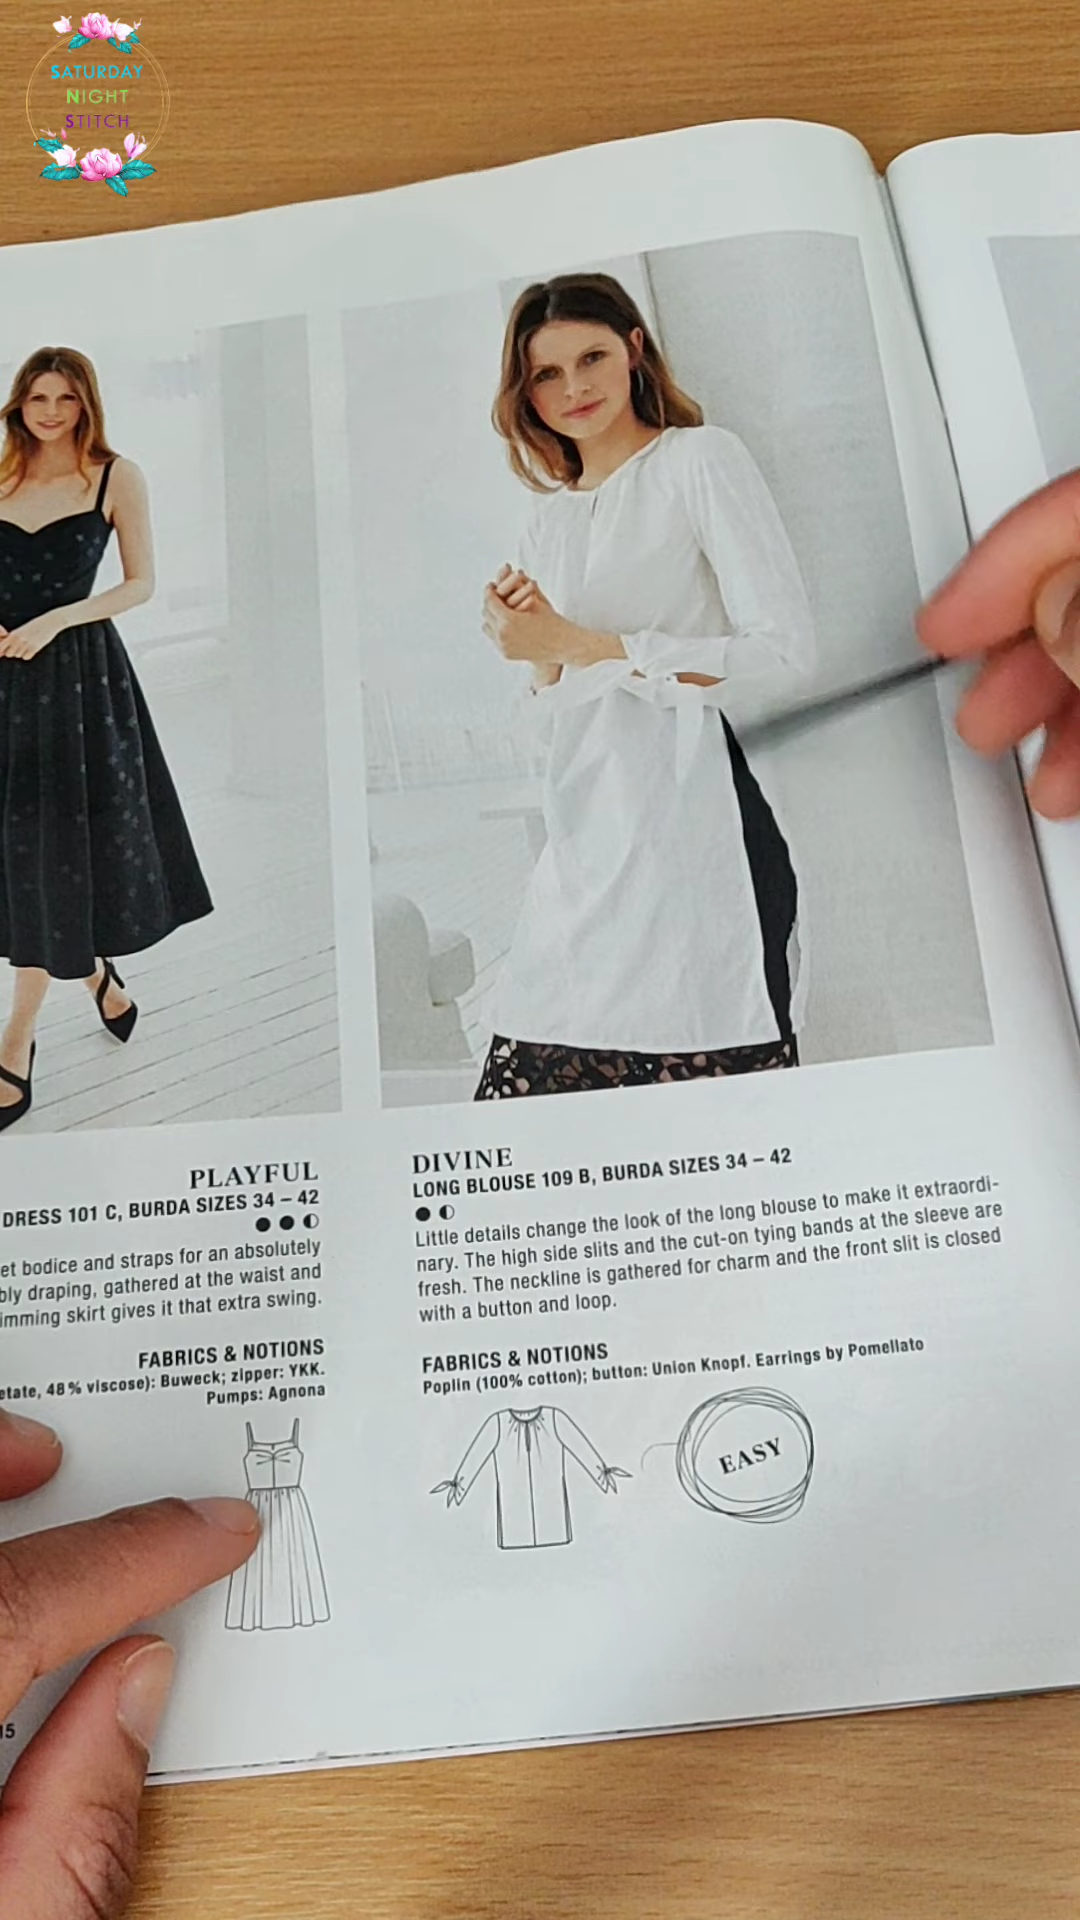 SATURDAY
NIGHT
STITCH
PLAYFUL
DRESS 101 C, BURDA SIZES 34 – 42
et bodice and straps for an absolutely
bly draping, gathered at the waist and
imming skirt gives it that extra swing.
FABRICS & NOTIONS
etate, 48 % viscose): Buweck; zipper: YKK.
Pumps: Agnona
15
DIVINE
LONG BLOUSE 109 B, BURDA SIZES 34 – 42
Little details change the look of the long blouse to make it extraordi-
nary. The high side slits and the cut-on tying bands at the sleeve are
fresh. The neckline is gathered for charm and the front slit is closed
with a button and loop.
FABRICS & NOTIONS
Poplin (100% cotton); button: Union Knopf. Earrings by Pomellato
EASY